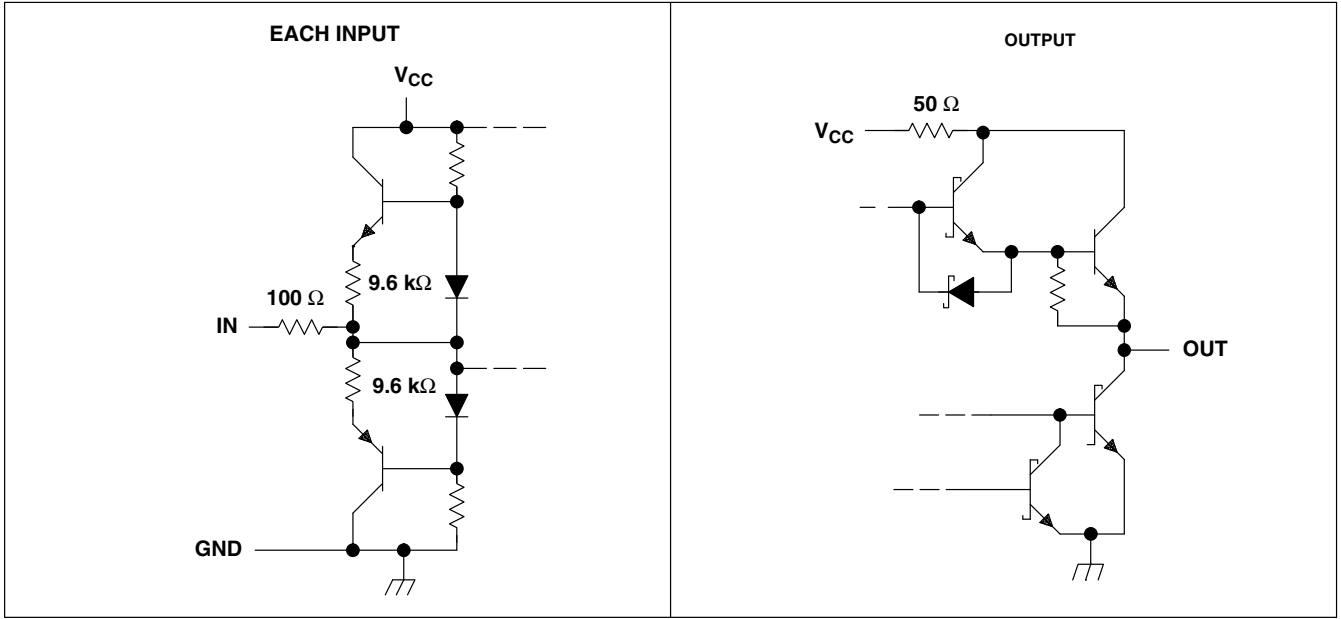 EACH INPUT
VCC
9.6 kΩ
100 Ω
IN
9.6 kΩ
GND
OUTPUT
50 Ω
VCC
OUT